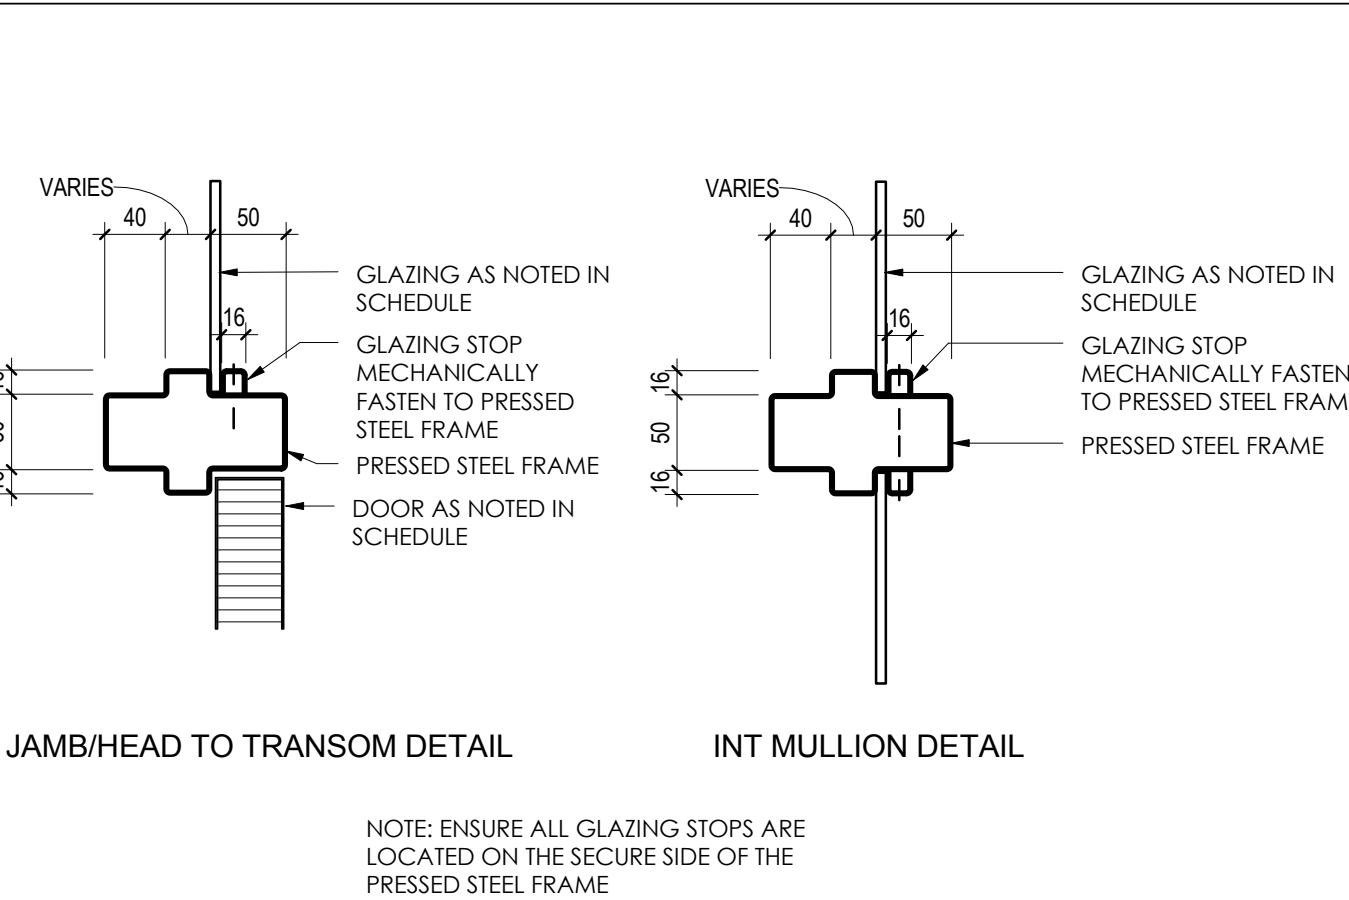 VARIES
40
50
GLAZING AS NOTED IN
SCHEDULE
16
GLAZING STOP
MECHANICALLY
FASTEN TO PRESSED
STEEL FRAME
PRESSED STEEL FRAME
DOOR AS NOTED IN
SCHEDULE
JAMB/HEAD TO TRANSOM DETAIL
VARIES
40
50
GLAZING AS NOTED IN
SCHEDULE
16
GLAZING STOP
MECHANICALLY FASTEN
TO PRESSED STEEL FRAM
16
50
16
PRESSED STEEL FRAME
INT MULLION DETAIL
NOTE: ENSURE ALL GLAZING STOPS ARE
LOCATED ON THE SECURE SIDE OF THE
PRESSED STEEL FRAME